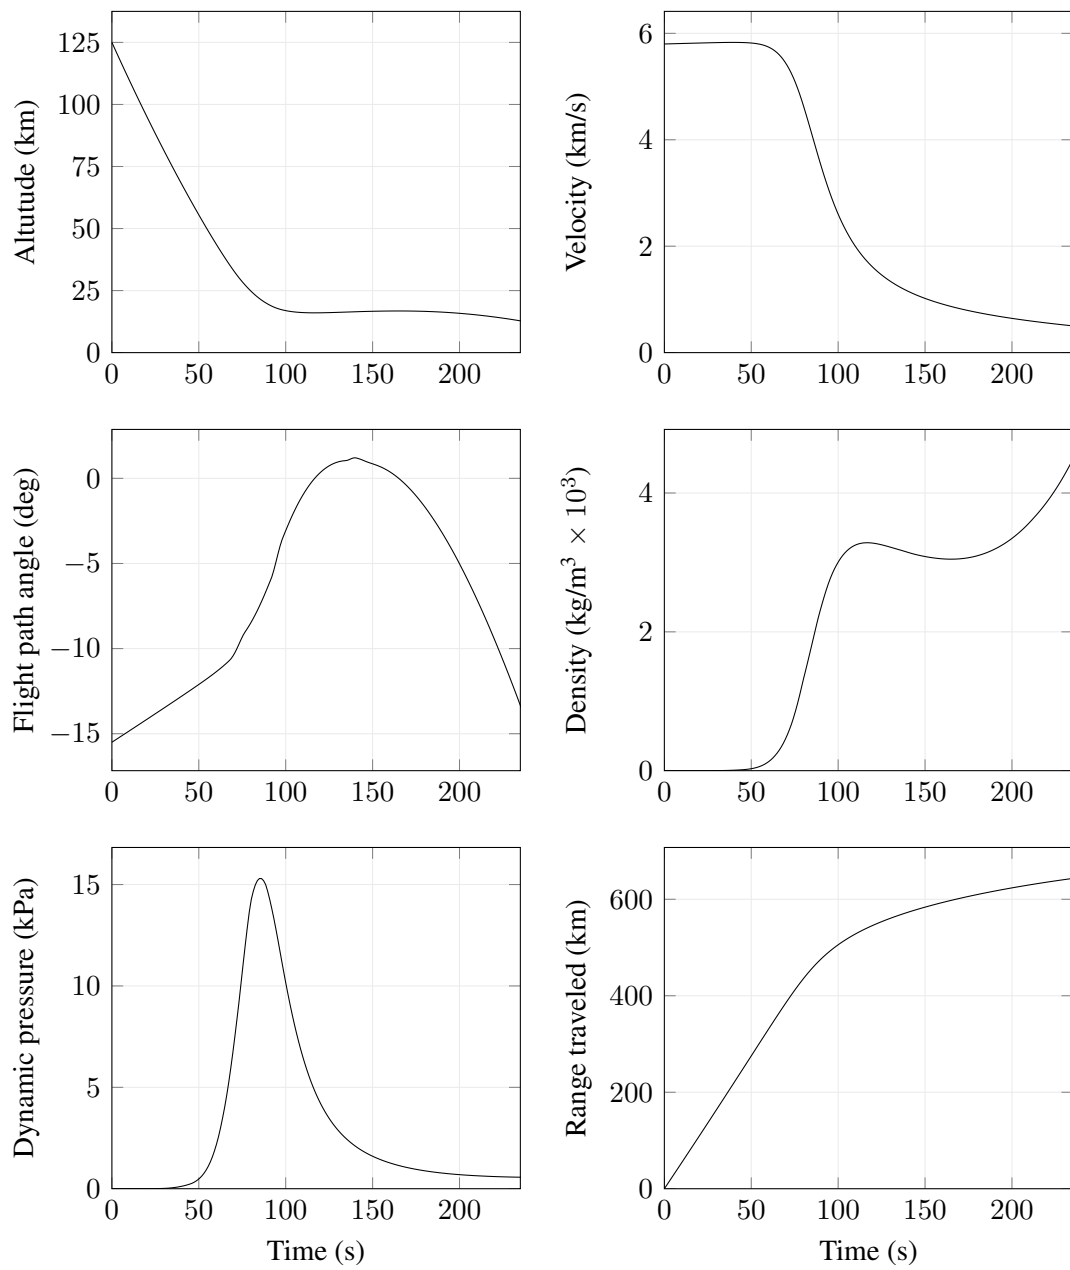 Altutude (km)
125
100
75
50
25
0
0 50 100 150 200
Velocity (km/s)
6
4
2
0
0 50 100 150 200
Flight path angle (deg)
0
−5
−10
−15
0 50 100 150 200
Density (kg/m³ × 10³)
4
2
0
0 50 100 150 200
Dynamic pressure (kPa)
15
10
5
0
0 50 100 150 200
Time (s)
Range traveled (km)
600
400
200
0
0 50 100 150 200
Time (s)